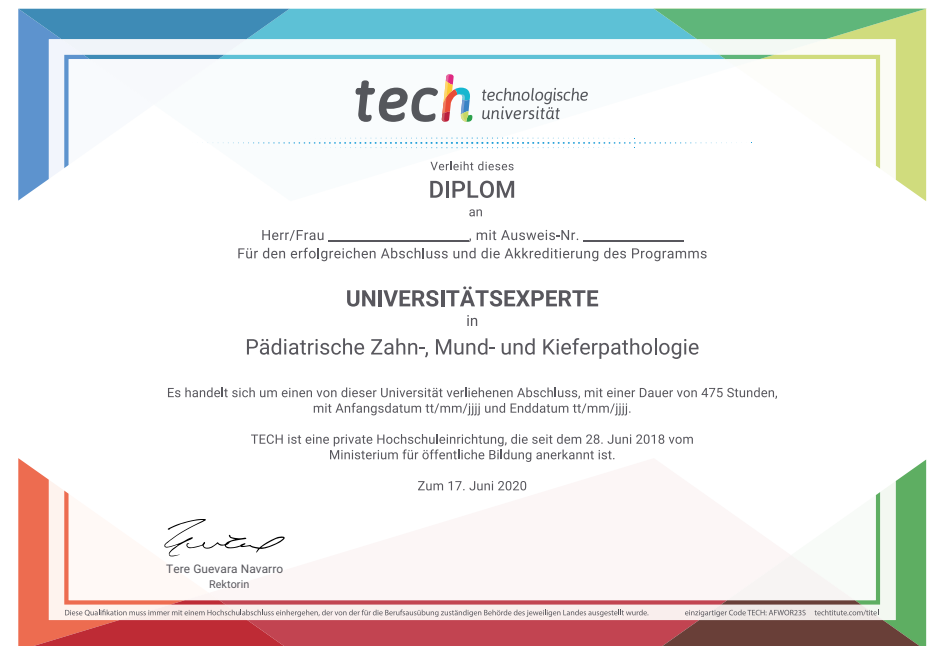 tech technologische
universität
Verleiht dieses
DIPLOM
an
Herr/Frau ____________________, mit Ausweis-Nr. ______________
Für den erfolgreichen Abschluss und die Akkreditierung des Programms
UNIVERSITÄTSEXPERTE
in
Pädiatrische Zahn-, Mund- und Kieferpathologie
Es handelt sich um einen von dieser Universität verliehenen Abschluss, mit einer Dauer von 475 Stunden,
mit Anfangsdatum tt/mm/jjjj und Enddatum tt/mm/jjjj.
TECH ist eine private Hochschuleinrichtung, die seit dem 28. Juni 2018 vom
Ministerium für öffentliche Bildung anerkannt ist.
Zum 17. Juni 2020
Tere Guevara Navarro
Rektorin
Diese Qualifikation muss immer mit einem Hochschulabschluss einhergehen, der von der für die Berufsausübung zuständigen Behörde des jeweiligen Landes ausgestellt wurde. einzigartiger Code TECH: AFWOR23S techtitute.com/titel